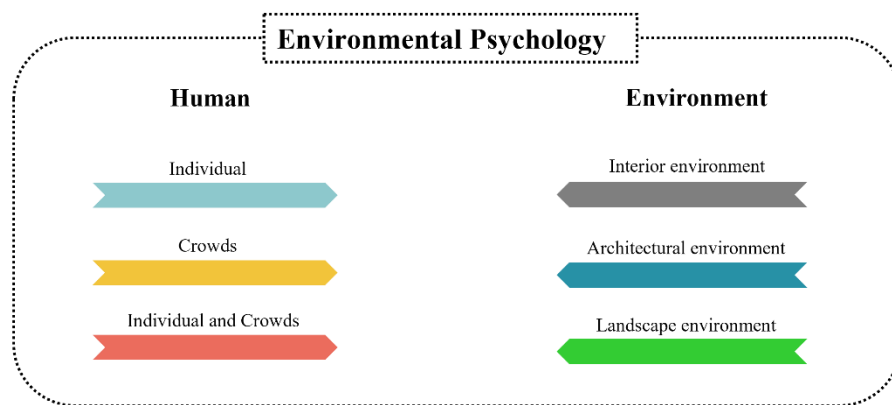 Environmental Psychology
Human
Environment
Individual
Interior environment
Crowds
Architectural environment
Individual and Crowds
Landscape environment